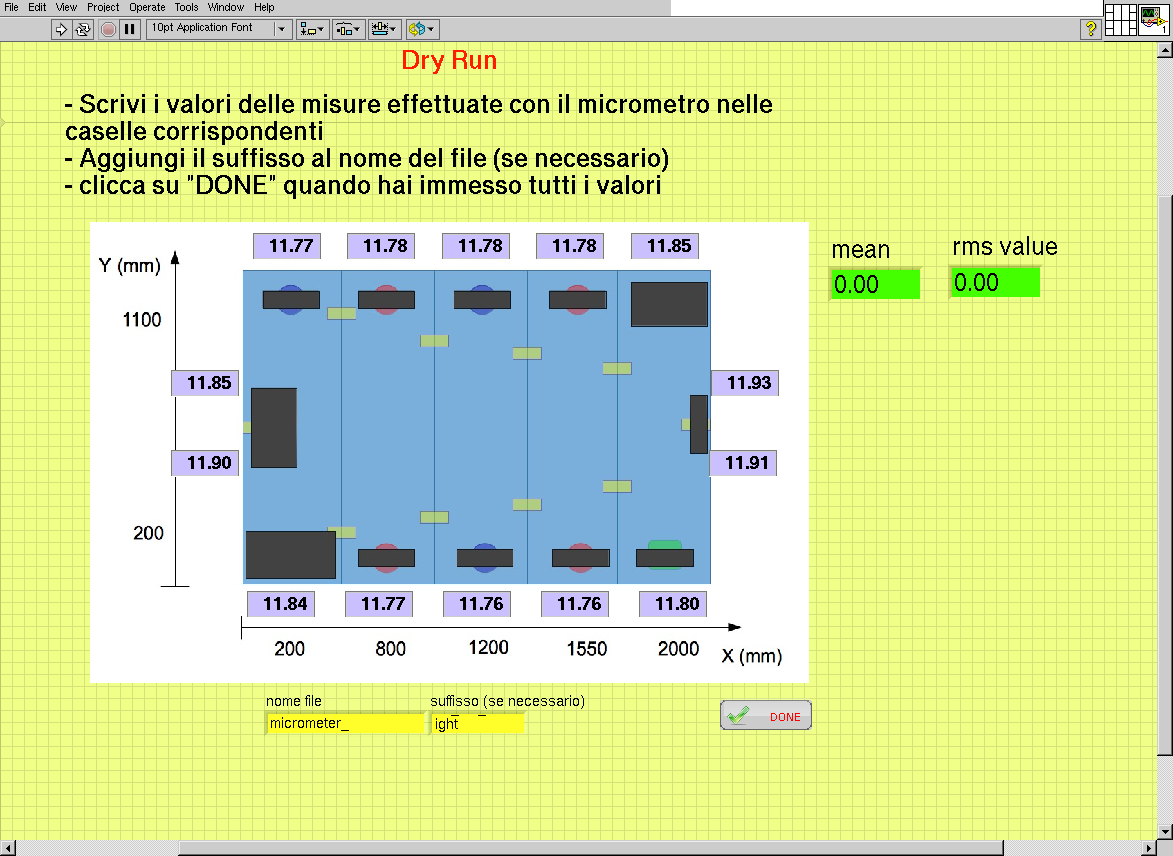 File Edit View Project Operate Tools Window Help
10pt Application Font
?
1
Dry Run
- Scrivi i valori delle misure effettuate con il micrometro nelle
caselle corrispondenti
- Aggiungi il suffisso al nome del file (se necessario)
- clicca su "DONE" quando hai immesso tutti i valori
11.77 11.78 11.78 11.78 11.85
mean rms value
0.00 0.00
Y (mm)
1100
11.85 11.93
11.90 11.91
200
11.84 11.77 11.76 11.76 11.80
200 800 1200 1550 2000 X (mm)
nome file suffisso (se necessario)
micrometer_ ight
DONE